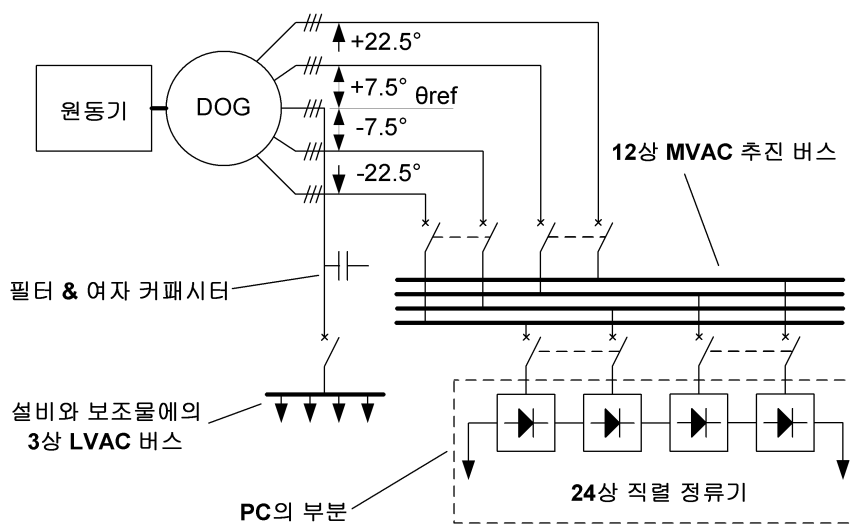 +22.5°
+7.5°
θref
-7.5°
-22.5°
원동기
DOG
12상 MVAC 추진 버스
필터 & 여자 커패시터
설비와 보조물에의
3상 LVAC 버스
PC의 부분
24상 직렬 정류기